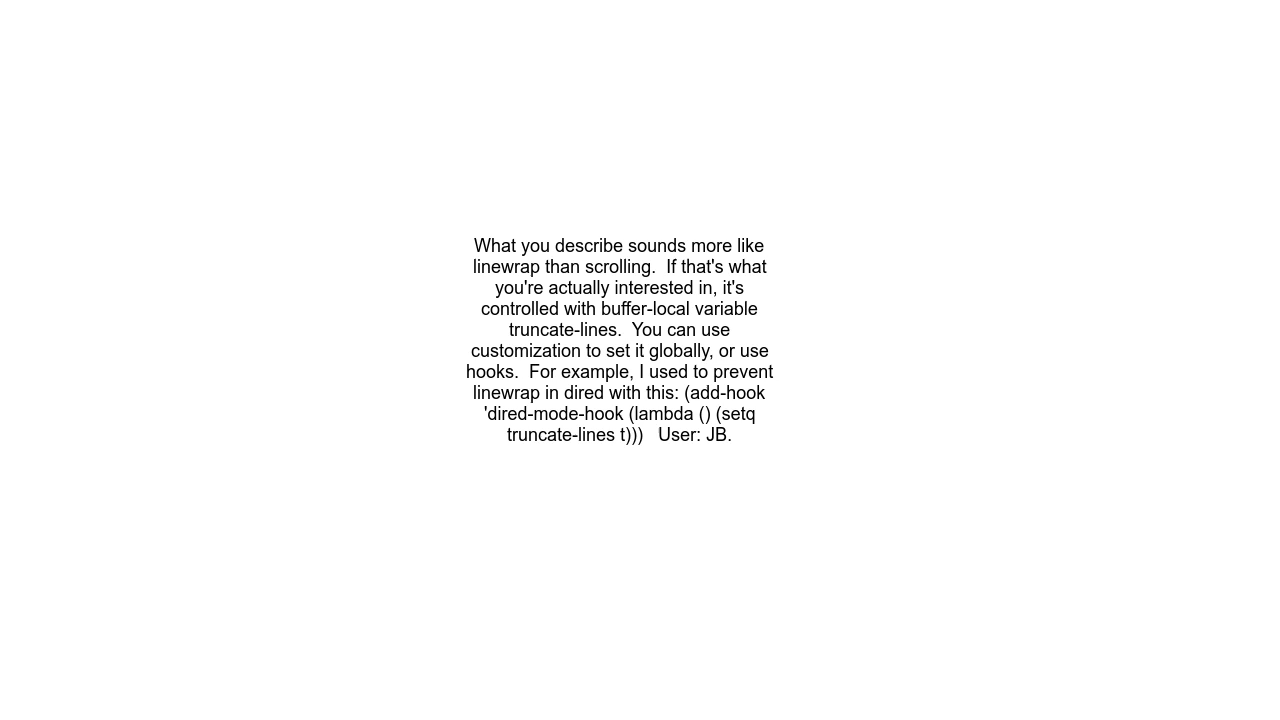 What you describe sounds more like
linewrap than scrolling.  If that's what
you're actually interested in, it's
controlled with buffer-local variable
truncate-lines.  You can use
customization to set it globally, or use
hooks.  For example, I used to prevent
linewrap in dired with this: (add-hook
'dired-mode-hook (lambda () (setq
truncate-lines t)))   User: JB.